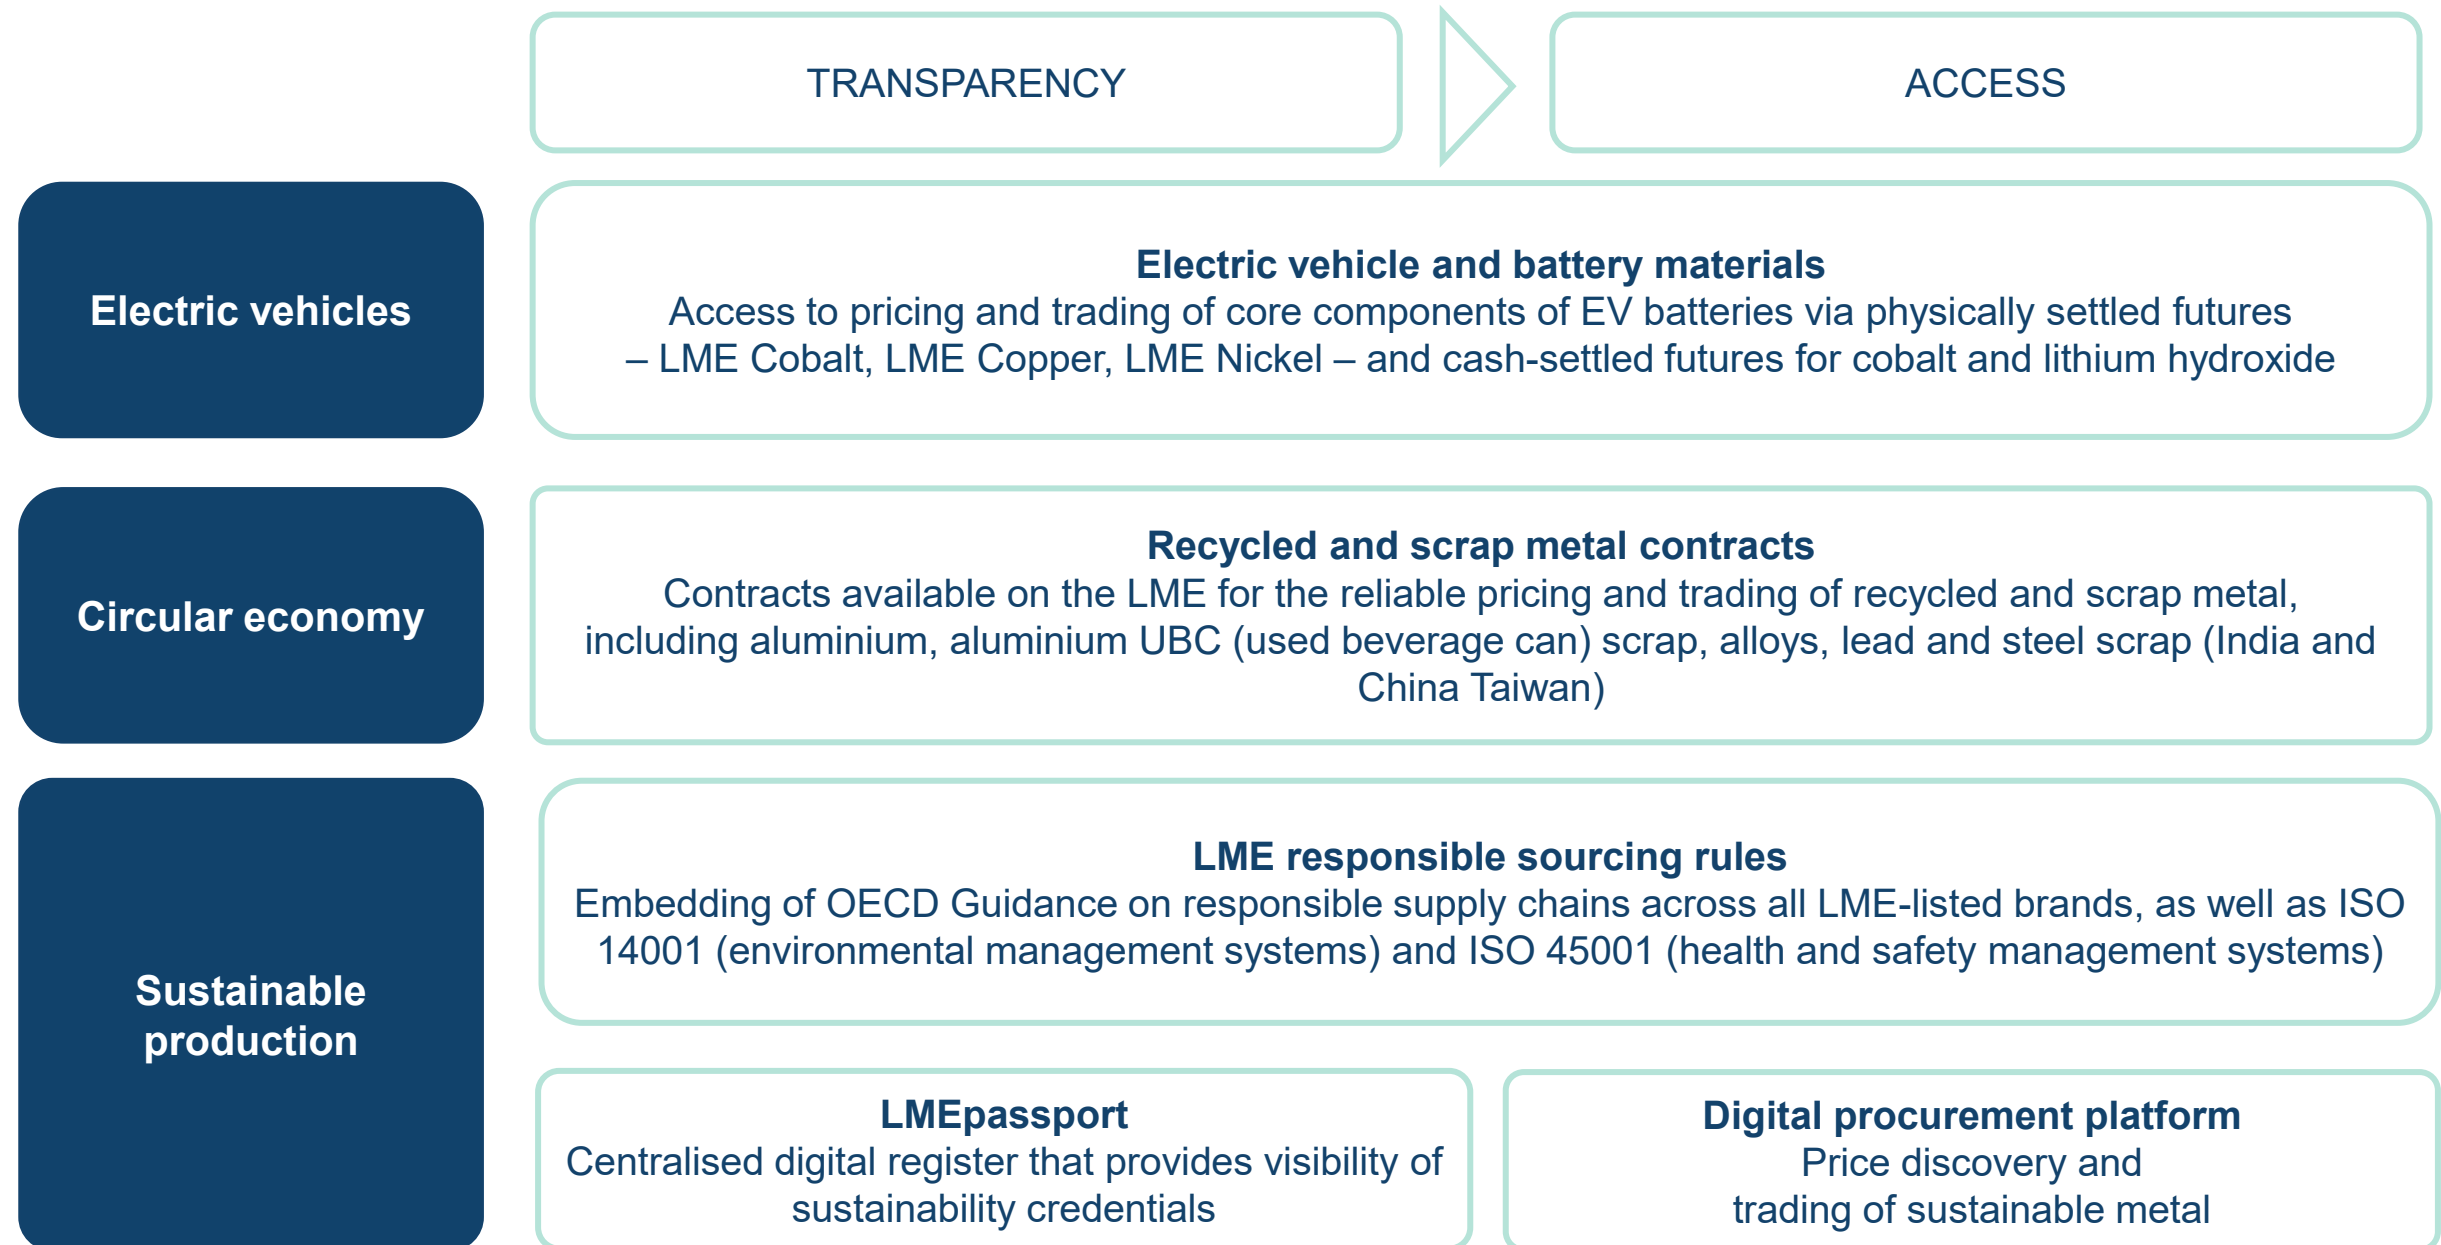 TRANSPARENCY
ACCESS
Electric vehicles
Electric vehicle and battery materials
Access to pricing and trading of core components of EV batteries via physically settled futures
– LME Cobalt, LME Copper, LME Nickel – and cash-settled futures for cobalt and lithium hydroxide
Circular economy
Recycled and scrap metal contracts
Contracts available on the LME for the reliable pricing and trading of recycled and scrap metal,
including aluminium, aluminium UBC (used beverage can) scrap, alloys, lead and steel scrap (India and
China Taiwan)
Sustainable
production
LME responsible sourcing rules
Embedding of OECD Guidance on responsible supply chains across all LME-listed brands, as well as ISO
14001 (environmental management systems) and ISO 45001 (health and safety management systems)
LMEpassport
Centralised digital register that provides visibility of
sustainability credentials
Digital procurement platform
Price discovery and
trading of sustainable metal